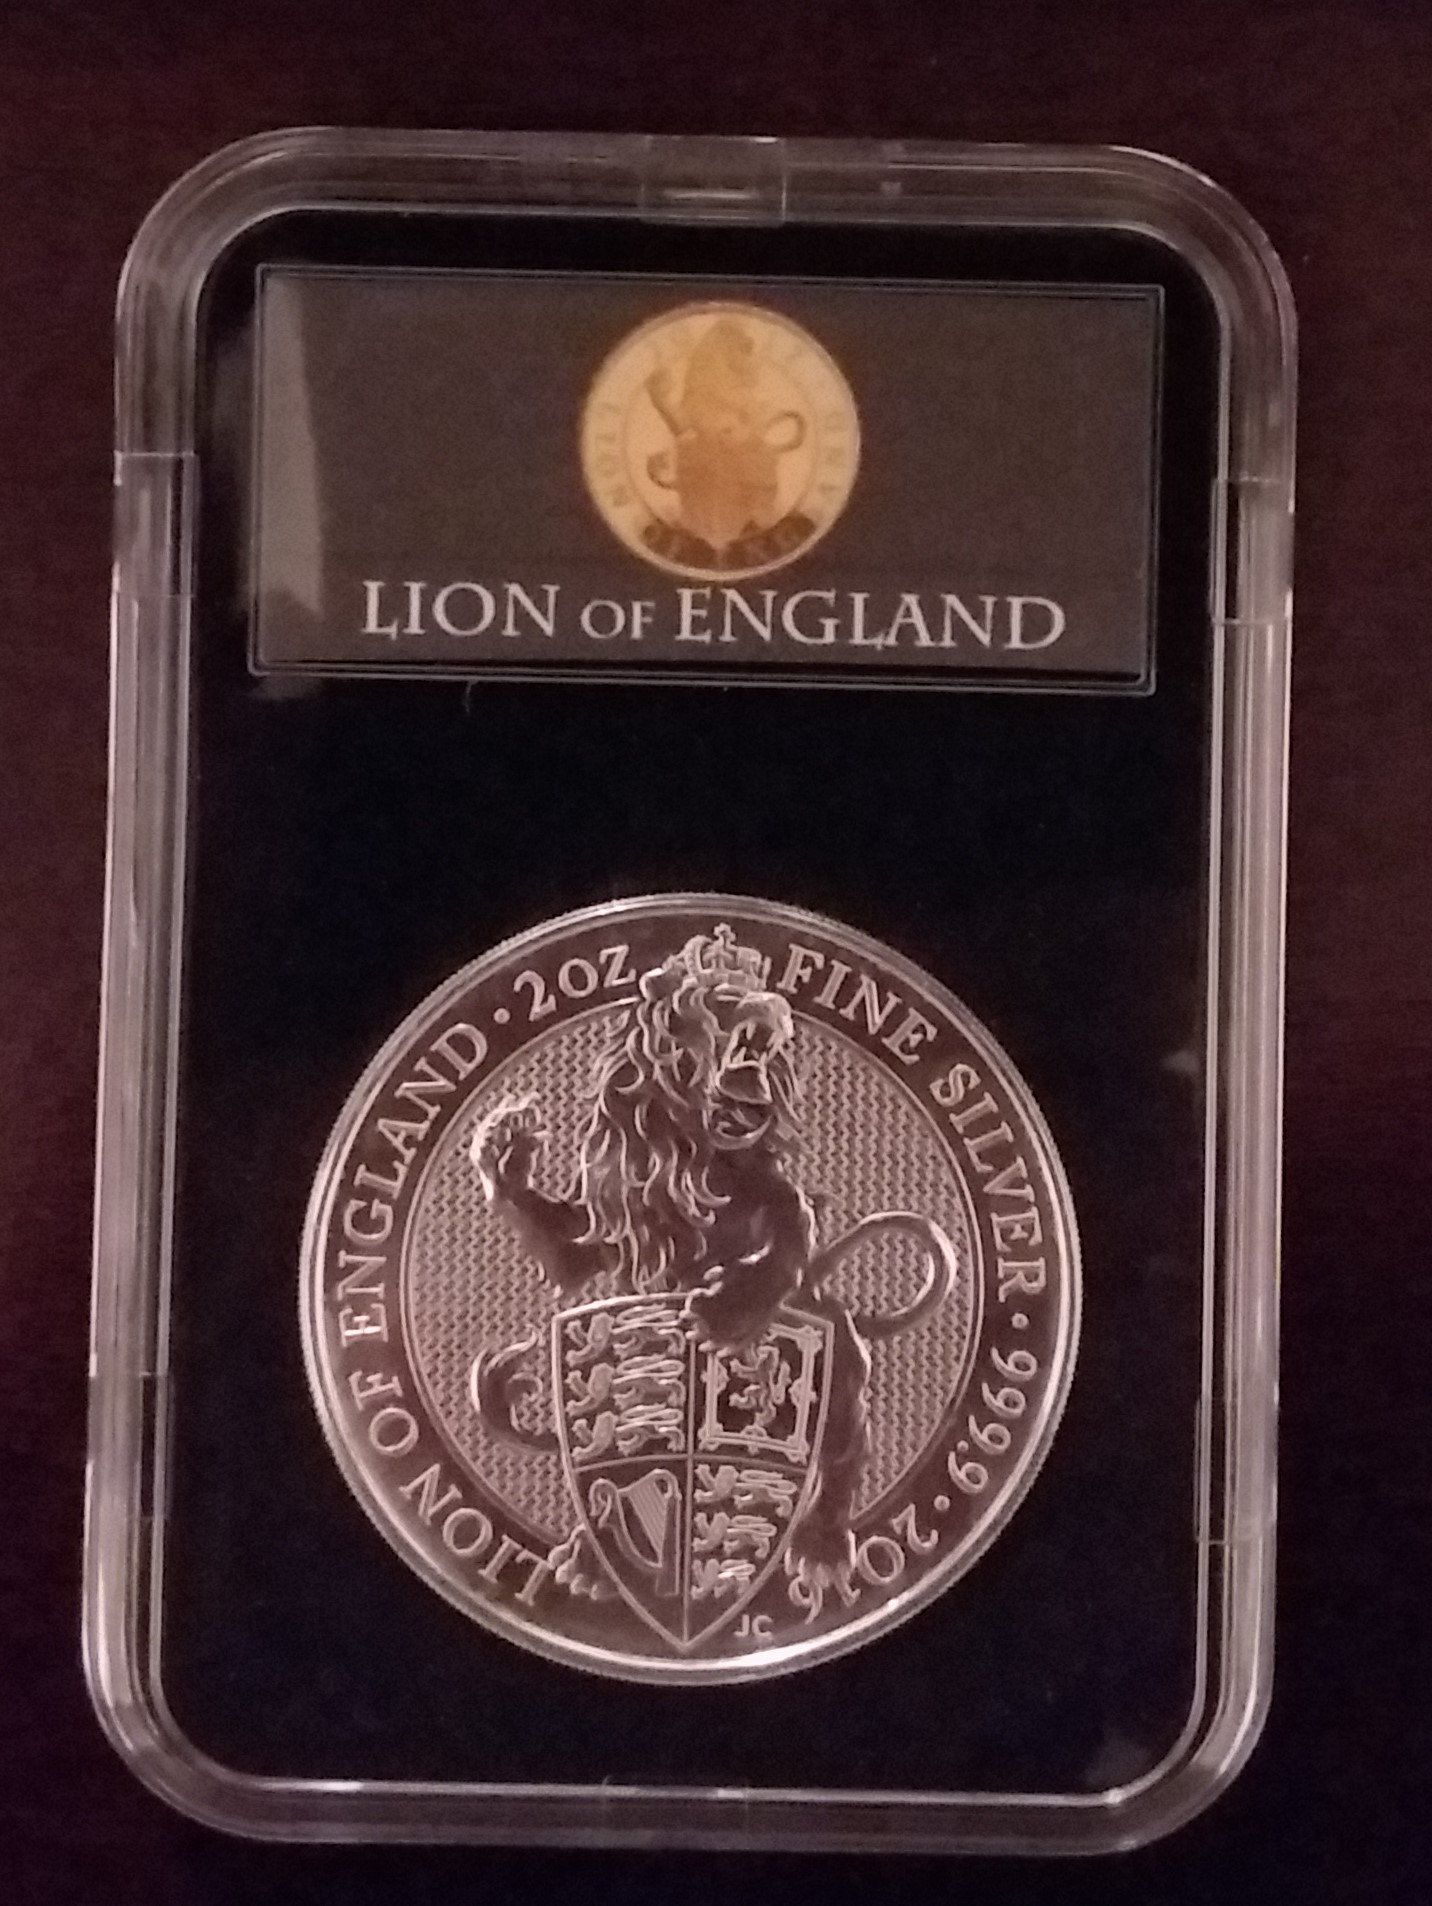 LION OF ENGLAND
LION OF ENGLAND · 2OZ FINE SILVER · 999.9 · 2016
JC